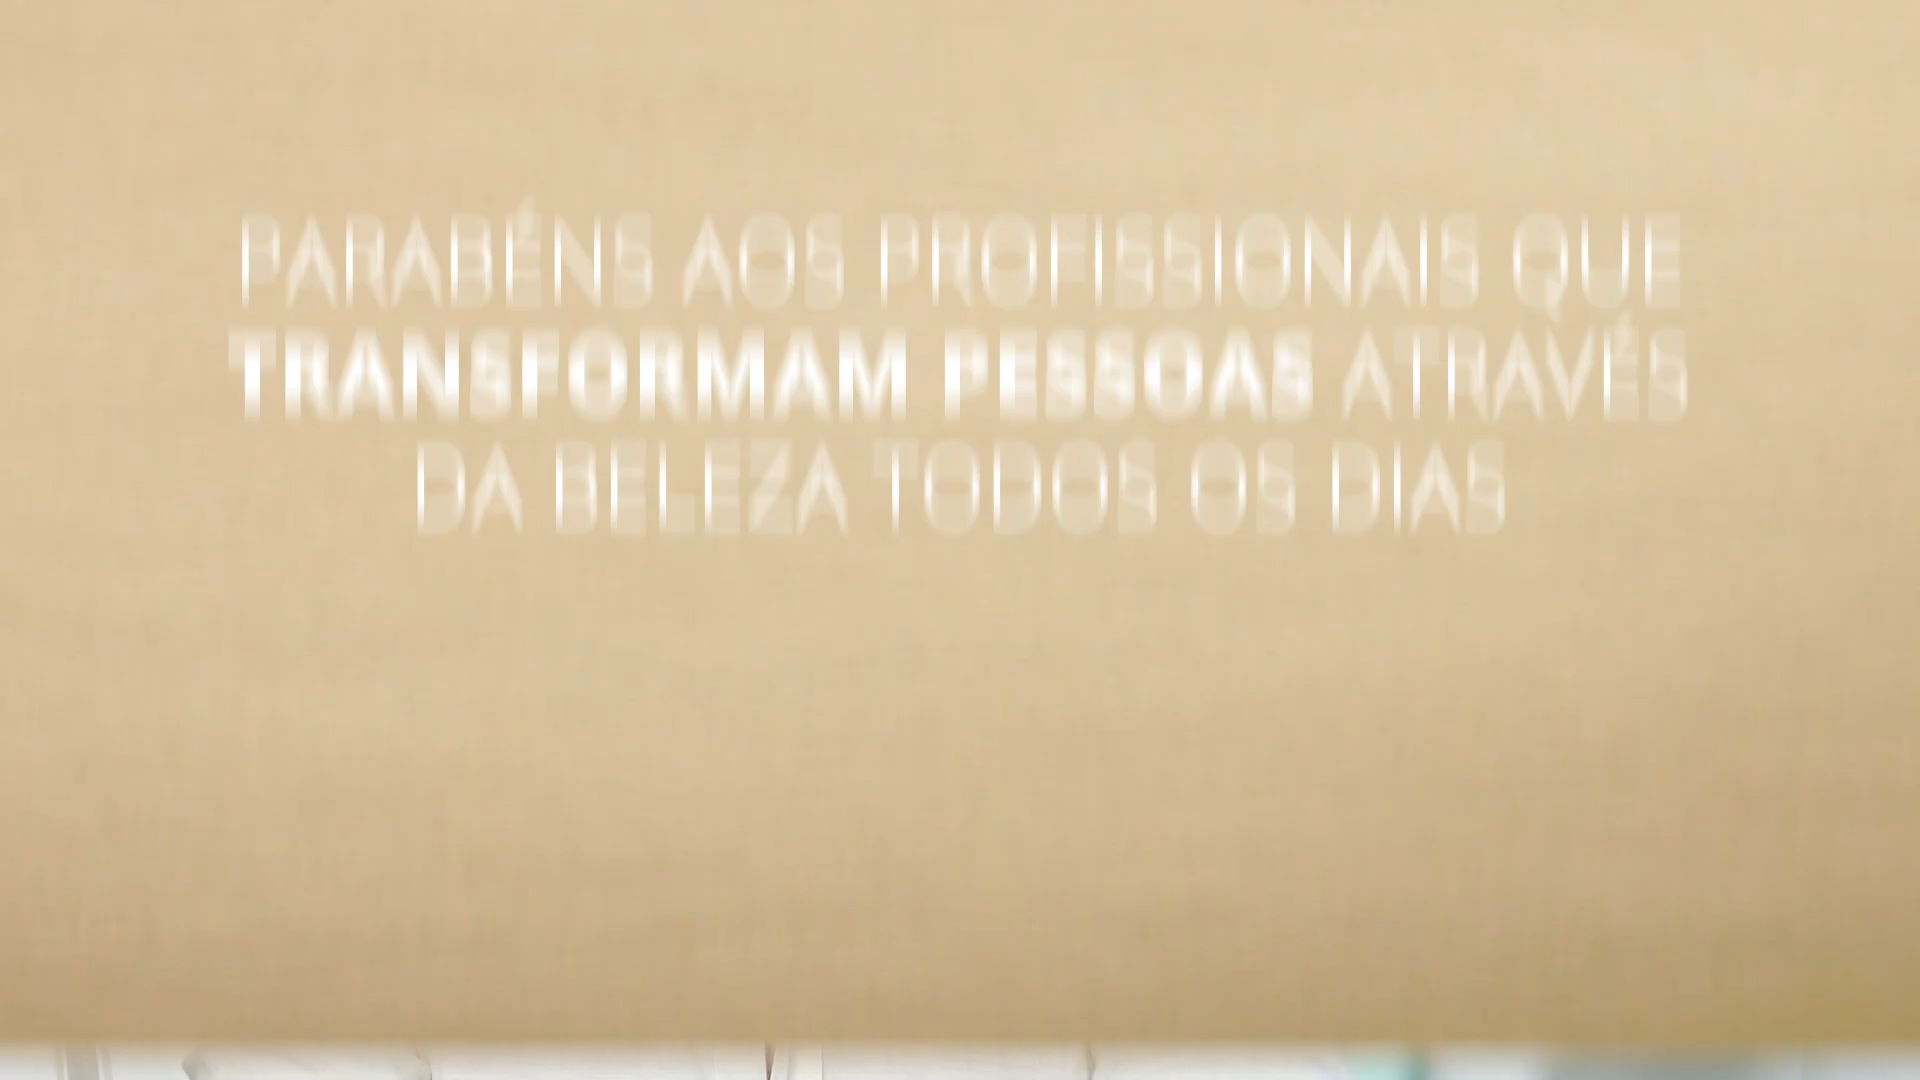 PARABÉNS AOS PROFISSIONAIS QUE
TRANSFORMAM PESSOAS ATRAVÉS
DA BELEZA TODOS OS DIAS